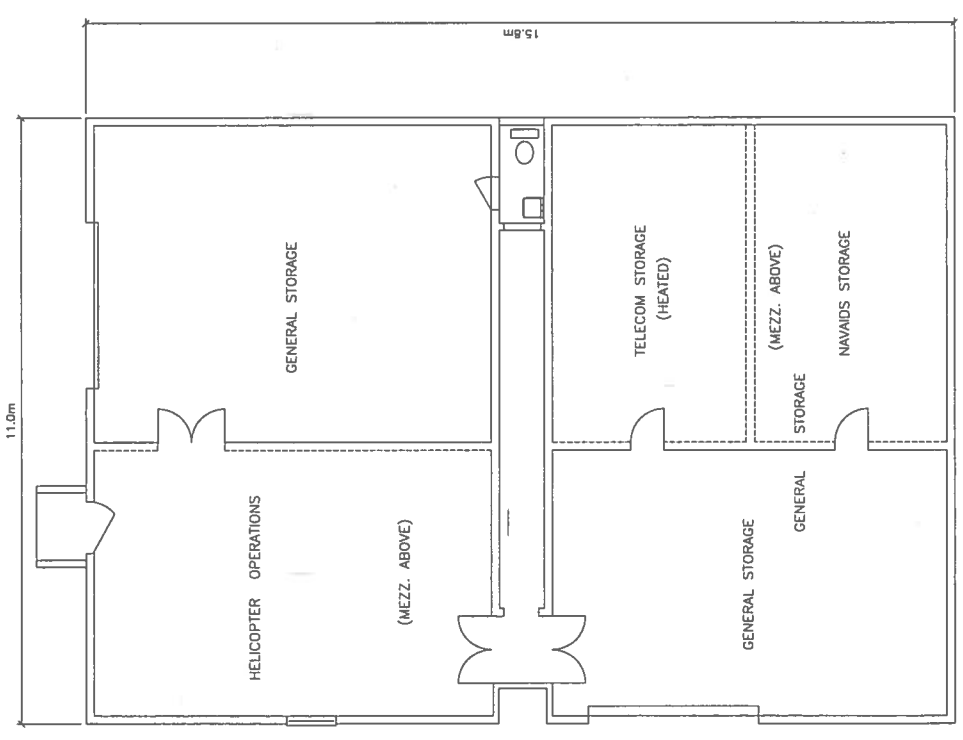 15.8m
11.0m
GENERAL STORAGE
TELECOM STORAGE
(HEATED)
(MEZZ. ABOVE)
NAVAIDS STORAGE
HELICOPTER OPERATIONS
(MEZZ. ABOVE)
GENERAL STORAGE
GENERAL STORAGE